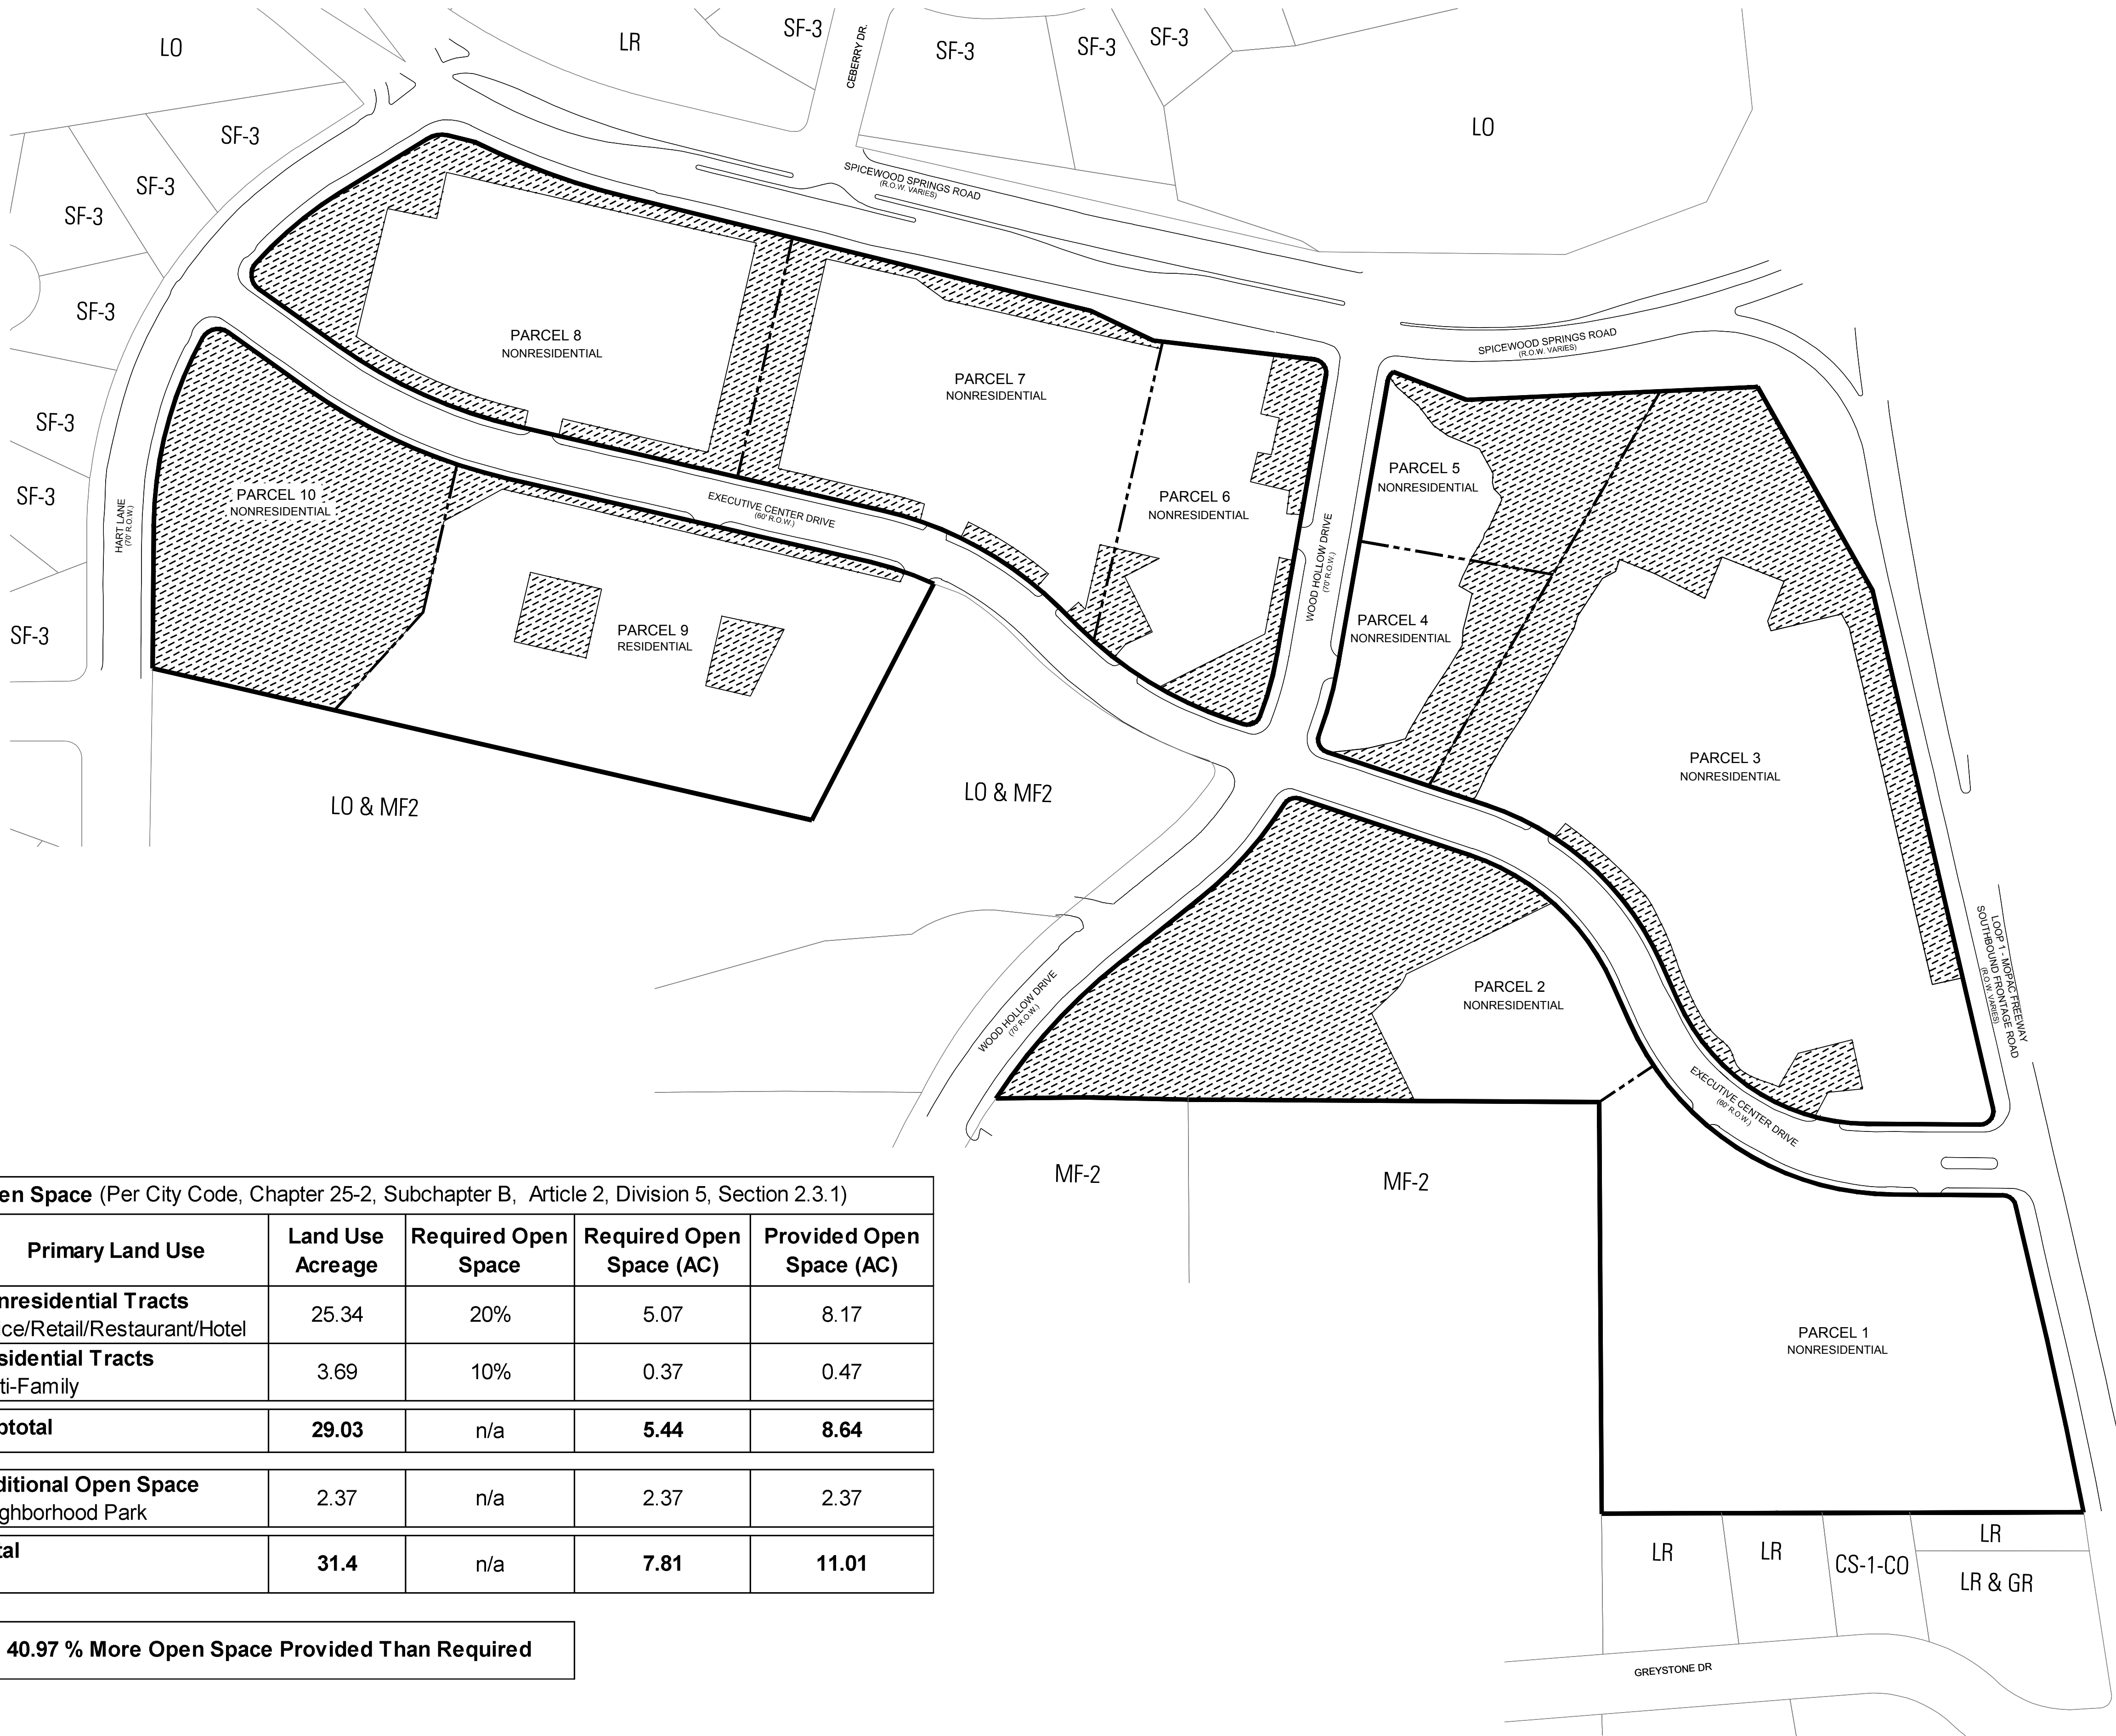 LO
LR
SF-3
CEBERRY DR.
SF-3
SF-3
SF-3
LO
SF-3
SF-3
SF-3
SF-3
SF-3
SF-3
SF-3
SPICEWOOD SPRINGS ROAD
(R.O.W. VARIES)
SPICEWOOD SPRINGS ROAD
(R.O.W. VARIES)
PARCEL 8
NONRESIDENTIAL
PARCEL 7
NONRESIDENTIAL
PARCEL 6
NONRESIDENTIAL
PARCEL 5
NONRESIDENTIAL
PARCEL 10
NONRESIDENTIAL
HART LANE
(70' R.O.W.)
EXECUTIVE CENTER DRIVE
(60' R.O.W.)
WOOD HOLLOW DRIVE
(70' R.O.W.)
PARCEL 9
RESIDENTIAL
PARCEL 4
NONRESIDENTIAL
PARCEL 3
NONRESIDENTIAL
LO & MF2
LO & MF2
WOOD HOLLOW DRIVE
(70' R.O.W.)
PARCEL 2
NONRESIDENTIAL
LOOP 1 - MOPAC FREEWAY
SOUTHBOUND FRONTAGE ROAD
(R.O.W. VARIES)
EXECUTIVE CENTER DRIVE
(60' R.O.W.)
MF-2
MF-2
PARCEL 1
NONRESIDENTIAL
LR
LR
CS-1-CO
LR
LR & GR
GREYSTONE DR
en Space (Per City Code, Chapter 25-2, Subchapter B, Article 2, Division 5, Section 2.3.1)
Primary Land Use
Land Use Acreage
Required Open Space
Required Open Space (AC)
Provided Open Space (AC)
nresidential Tracts
ice/Retail/Restaurant/Hotel
25.34 20% 5.07 8.17
sidential Tracts
ti-Family
3.69 10% 0.37 0.47
btotal 29.03 n/a 5.44 8.64
ditional Open Space
ghborhood Park
2.37 n/a 2.37 2.37
tal
31.4 n/a 7.81 11.01
40.97 % More Open Space Provided Than Required